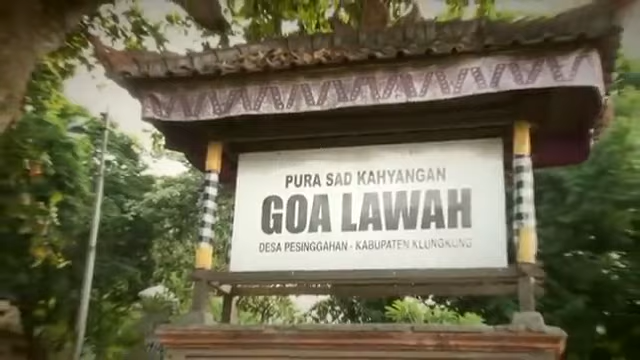 PURA SAD KAHYANGAN
GOA LAWAH
DESA PESINGGAHAN - KABUPATEN KLUNGKUNG